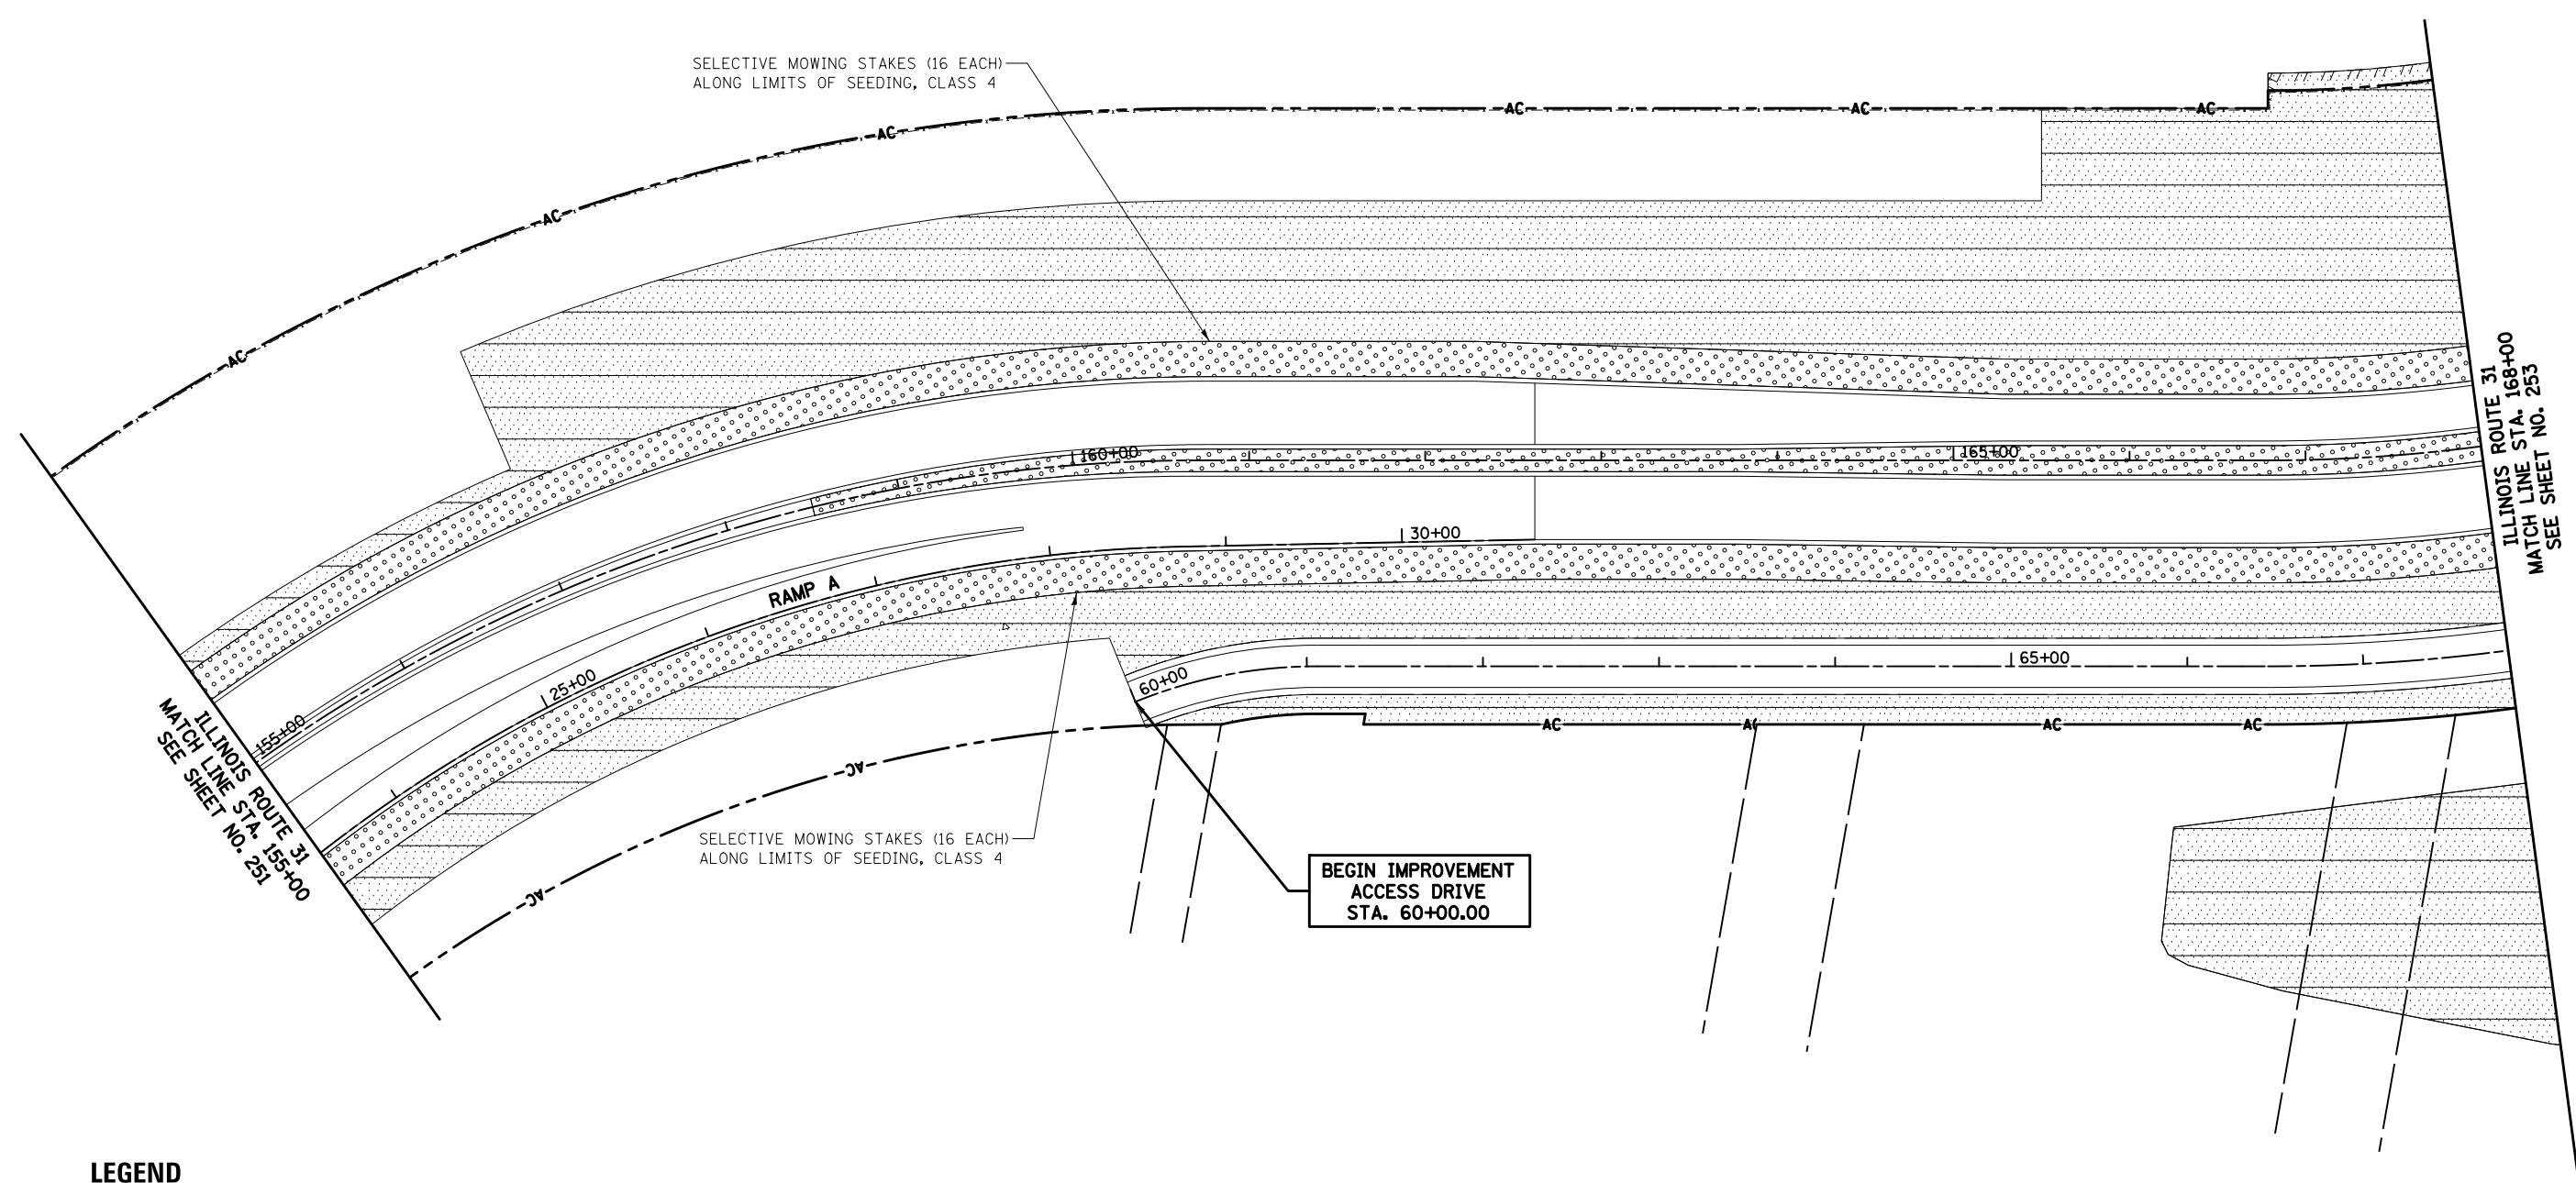 SELECTIVE MOWING STAKES (16 EACH)
ALONG LIMITS OF SEEDING, CLASS 4
AC
AC
AC
AC
AC
AC
ILLINOIS ROUTE 31
MATCH LINE STA. 168+00
SEE SHEET NO. 253
160+00
165+00
30+00
RAMP A
25+00
155+00
60+00
65+00
ILLINOIS ROUTE 31
MATCH LINE STA. 155+00
SEE SHEET NO. 251
AC
AC
AC
AC
AC
AC
SELECTIVE MOWING STAKES (16 EACH)
ALONG LIMITS OF SEEDING, CLASS 4
BEGIN IMPROVEMENT
ACCESS DRIVE
STA. 60+00.00
LEGEND